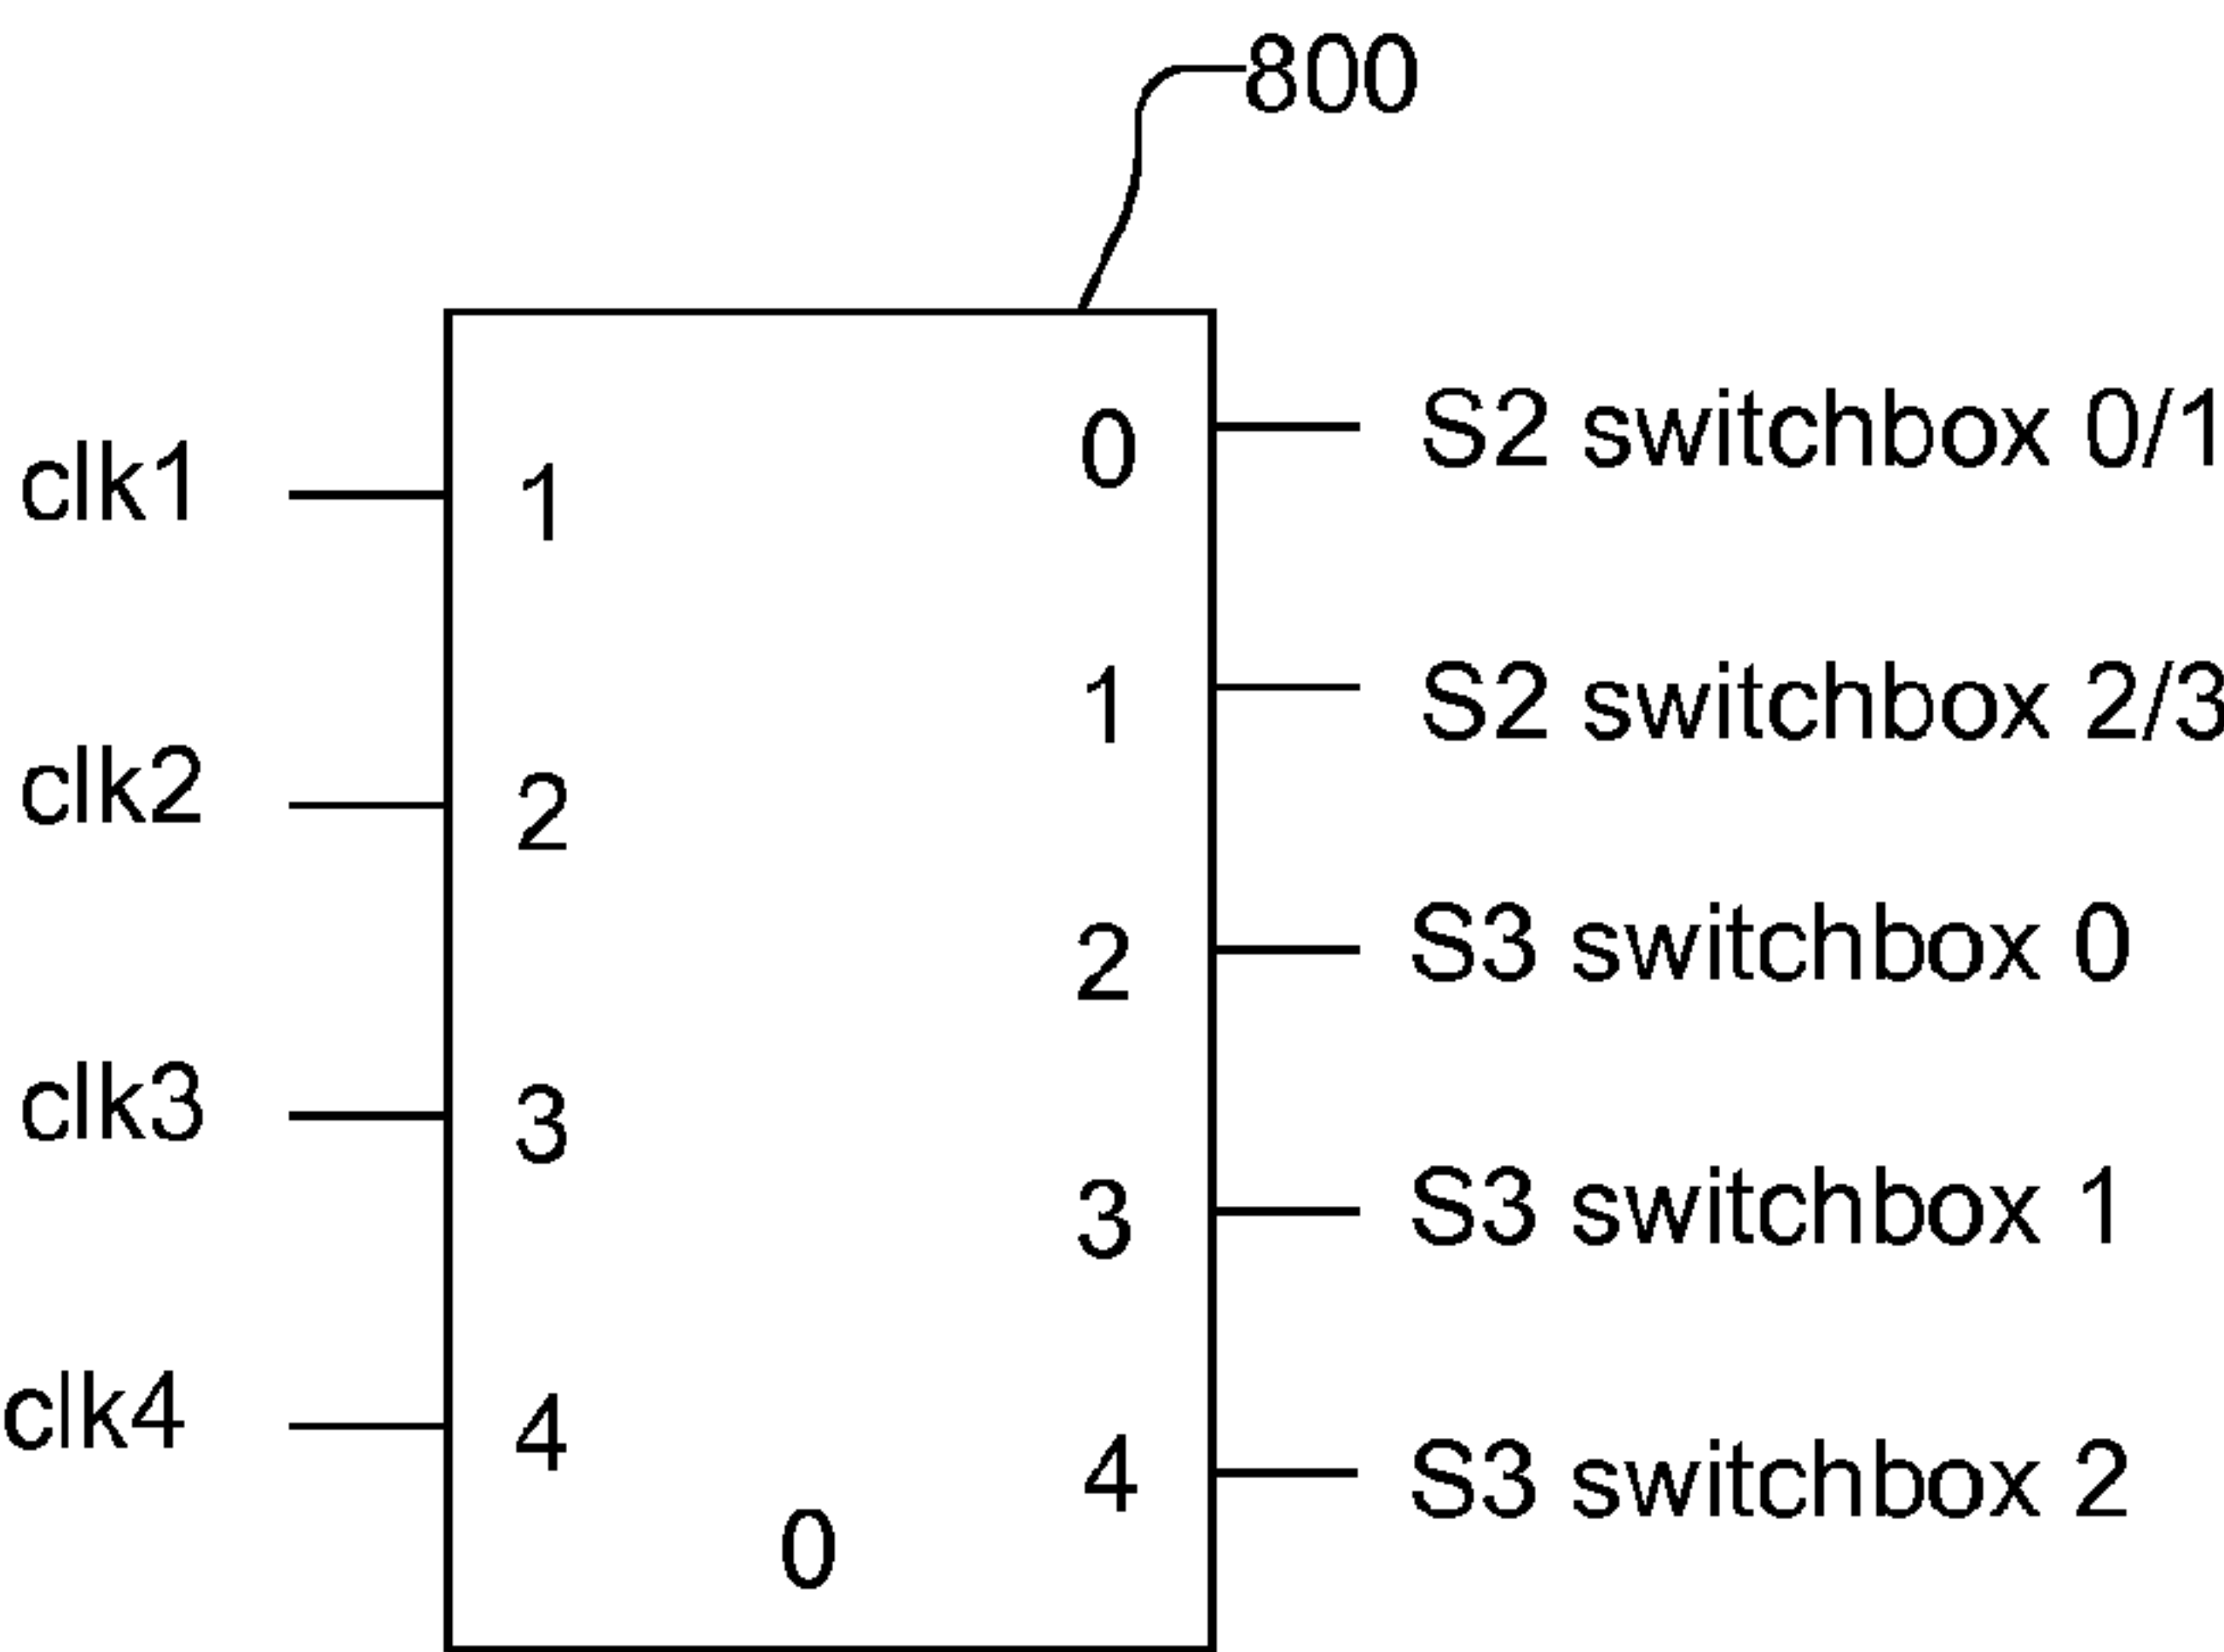 800
0 S2 switchbox 0/1
clk1 1
1 S2 switchbox 2/3
clk2 2
2 S3 switchbox 0
clk3 3
3 S3 switchbox 1
clk4 4
4 S3 switchbox 2
0